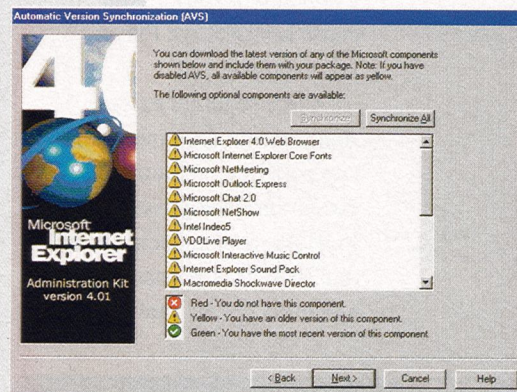 Automatic Version Synchronization (AVS)
4.0
Microsoft
Internet
Explorer
Administration Kit
version 4.01
You can download the latest version of any of the Microsoft components
shown below and include them with your package. Note: If you have
disabled AVS, all available components will appear as yellow.
The following optional components are available:
Synchronize
Synchronize All
Internet Explorer 4.0 Web Browser
Microsoft Internet Explorer Core Fonts
Microsoft NetMeeting
Microsoft Outlook Express
Microsoft Chat 2.0
Microsoft NetShow
Intel Indeo5
VDOLive Player
Microsoft Interactive Music Control
Internet Explorer Sound Pack
Macromedia Shockwave Director
Red - You do not have this component.
Yellow - You have an older version of this component.
Green - You have the most recent version of this component
< Back
Next >
Cancel
Help